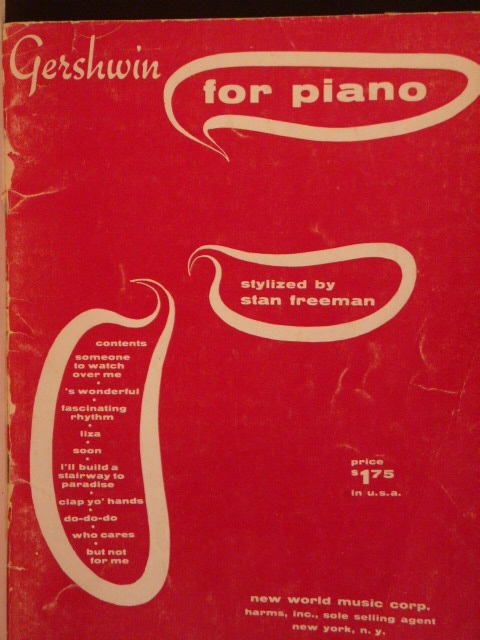 Gershwin
for piano
stylized by
stan freeman
contents
someone
to watch
over me
•
's wonderful
•
fascinating
rhythm
•
liza
•
soon
•
i'll build a
stairway to
paradise
•
clap yo' hands
•
do-do-do
•
who cares
•
but not
for me
price
$1.75
in u.s.a.
new world music corp.
harms, inc., sole selling agent
new york, n. y.